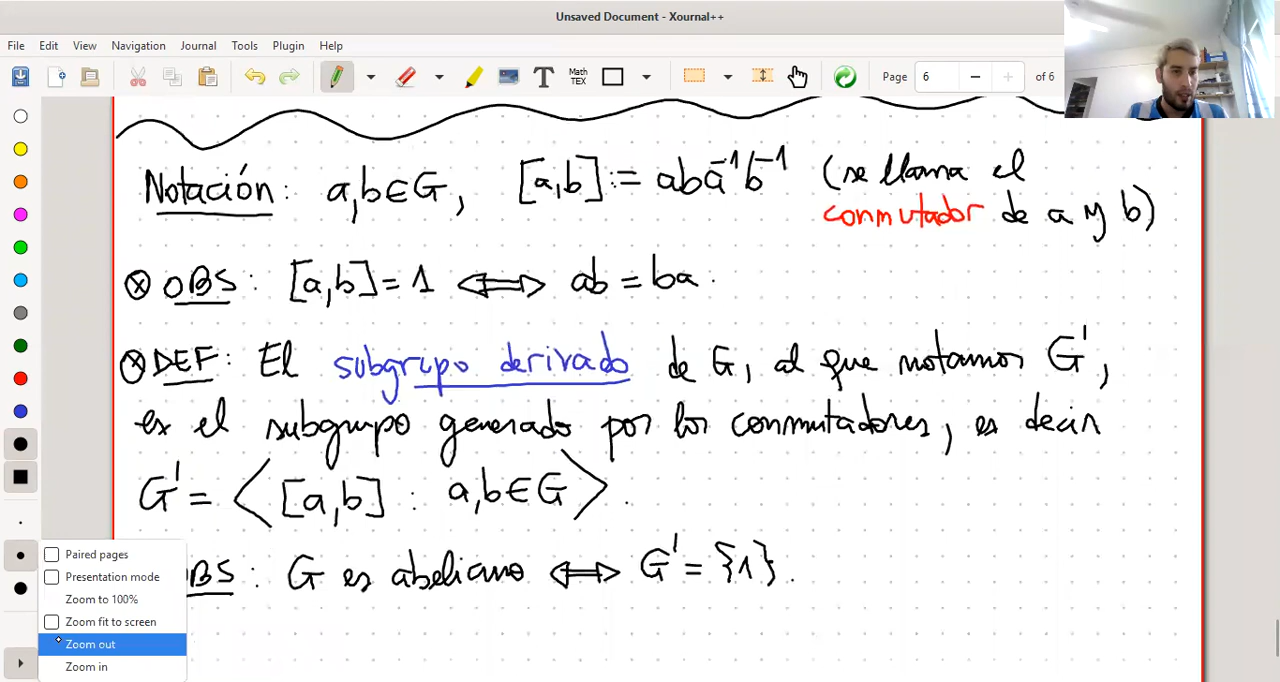 Unsaved Document - Xournal++
File Edit View Navigation Journal Tools Plugin Help
T Math TEX Page 6 of 6
Notación: a,b∈G, [a,b] := aba⁻¹b⁻¹ (se llama el
conmutador de a y b)
⊗ OBS: [a,b] = 1 ⟺ ab = ba.
⊗ DEF: El subgrupo derivado de G, al que notamos G',
es el subgrupo generado por los conmutadores, es decir
G' = ⟨[a,b] : a,b∈G⟩.
OBS: G es abeliano ⟺ G' = {1}.
Paired pages
Presentation mode
Zoom to 100%
Zoom fit to screen
Zoom out
Zoom in